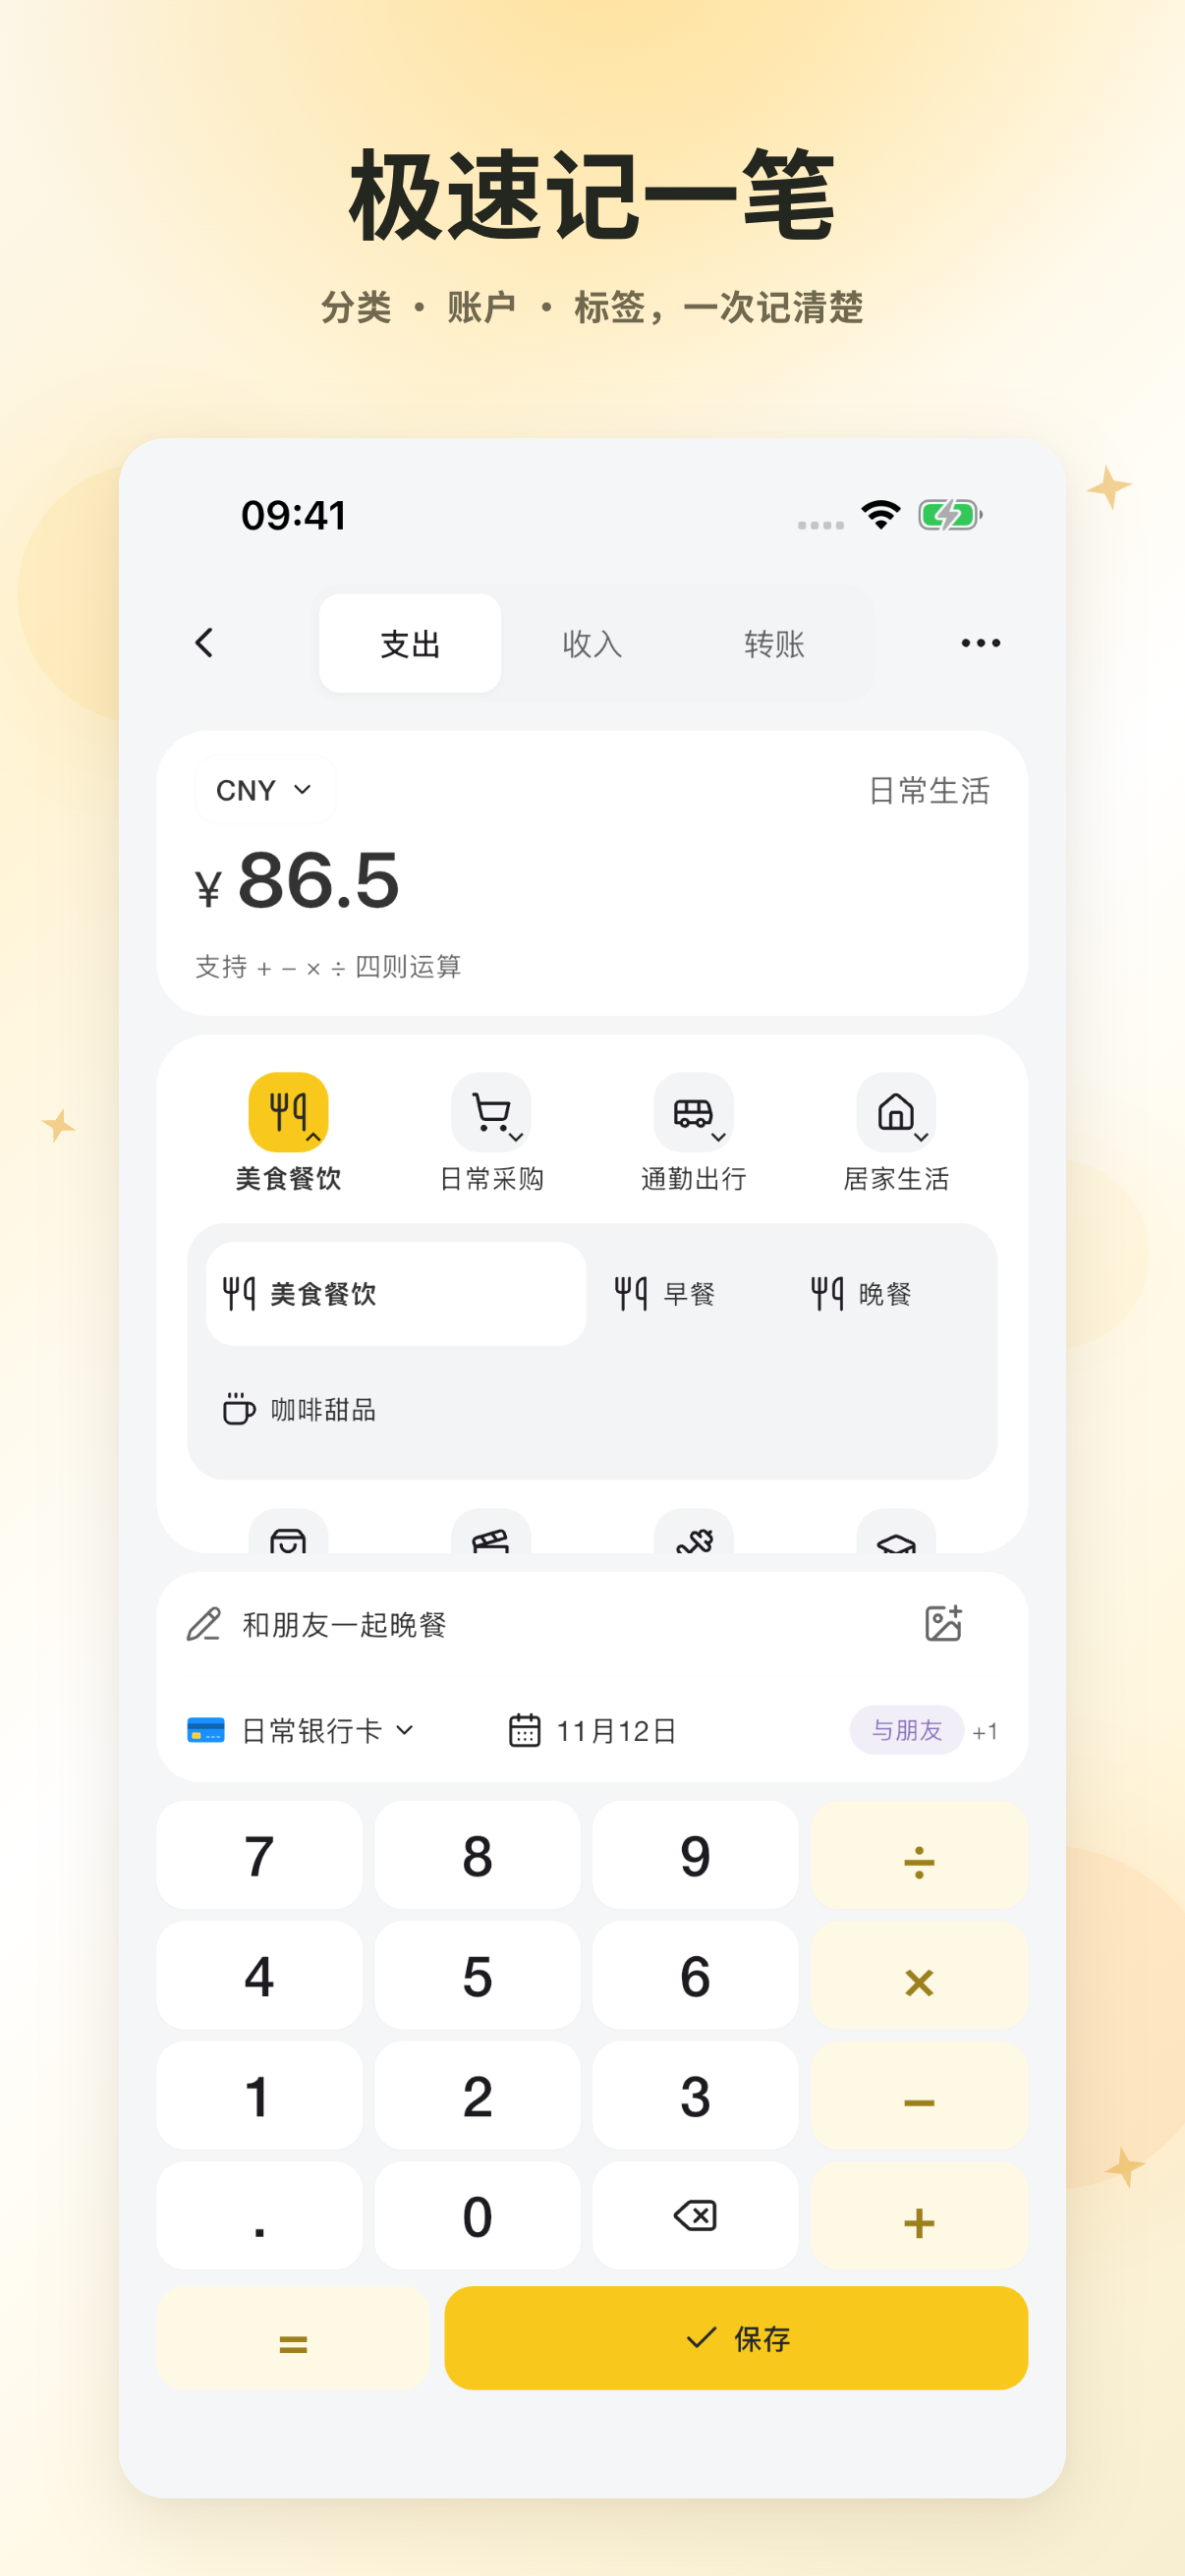 极速记一笔
分类 • 账户 • 标签，一次记清楚
09:41
支出 收入 转账
CNY 日常生活
¥ 86.5
支持 + − × ÷ 四则运算
美食餐饮 日常采购 通勤出行 居家生活
美食餐饮 早餐 晚餐
咖啡甜品
和朋友一起晚餐
日常银行卡 11月12日 与朋友 +1
7 8 9 ÷
4 5 6 ×
1 2 3 −
. 0 +
= 保存